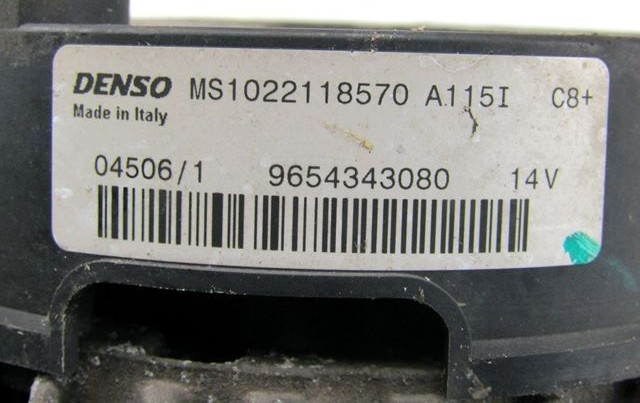 DENSO MS1022118570 A115I C8+
Made in Italy
04506/1 9654343080 14V